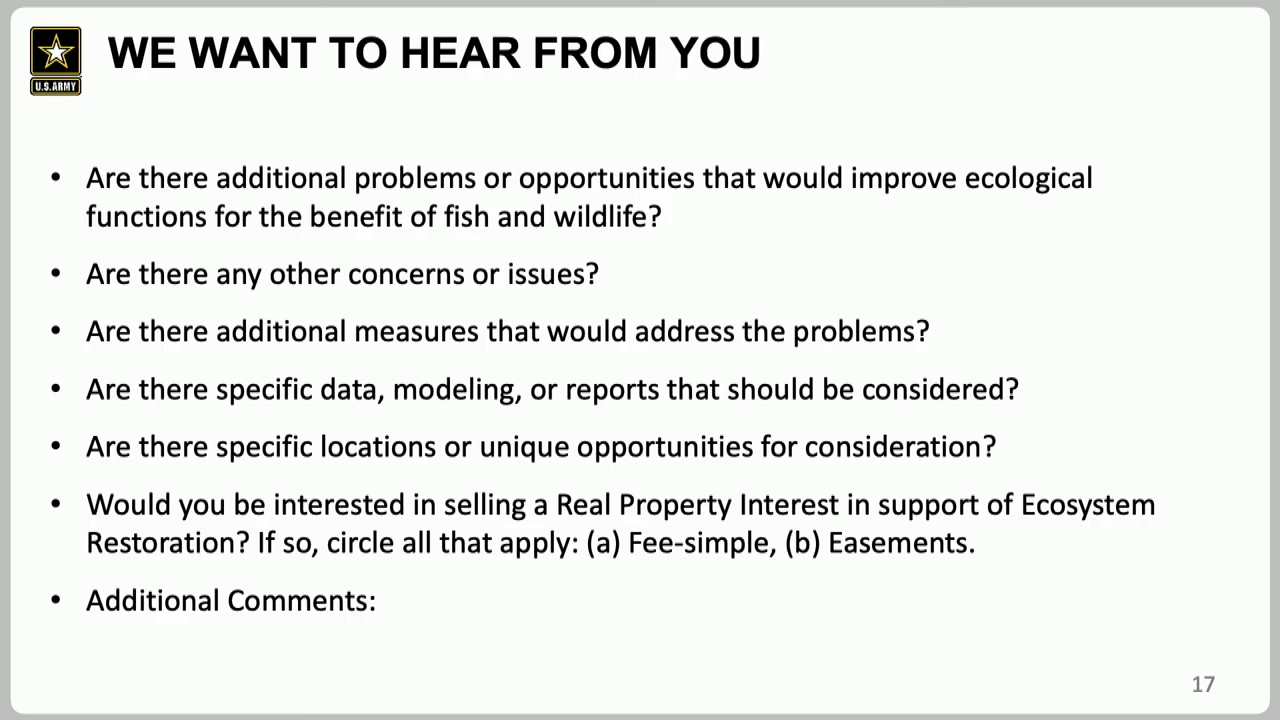 WE WANT TO HEAR FROM YOU
U.S.ARMY
• Are there additional problems or opportunities that would improve ecological
functions for the benefit of fish and wildlife?
• Are there any other concerns or issues?
• Are there additional measures that would address the problems?
• Are there specific data, modeling, or reports that should be considered?
• Are there specific locations or unique opportunities for consideration?
• Would you be interested in selling a Real Property Interest in support of Ecosystem
Restoration? If so, circle all that apply: (a) Fee-simple, (b) Easements.
• Additional Comments:
17